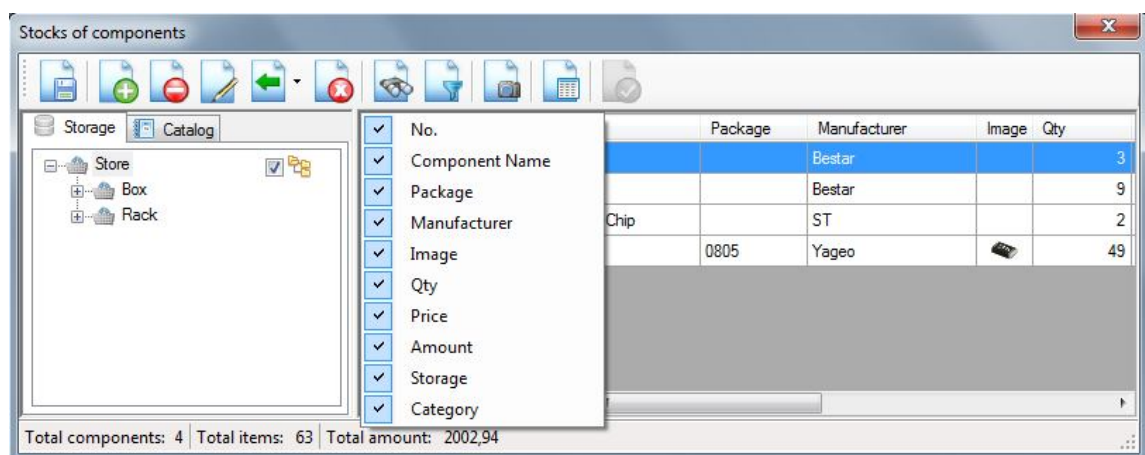 Stocks of components
Storage
Catalog
Store
Box
Rack
No.
Component Name
Package
Manufacturer
Image
Qty
Price
Amount
Storage
Category
Package Manufacturer Image Qty
Bestar 3
Bestar 9
Chip ST 2
0805 Yageo 49
Total components: 4 Total items: 63 Total amount: 2002,94